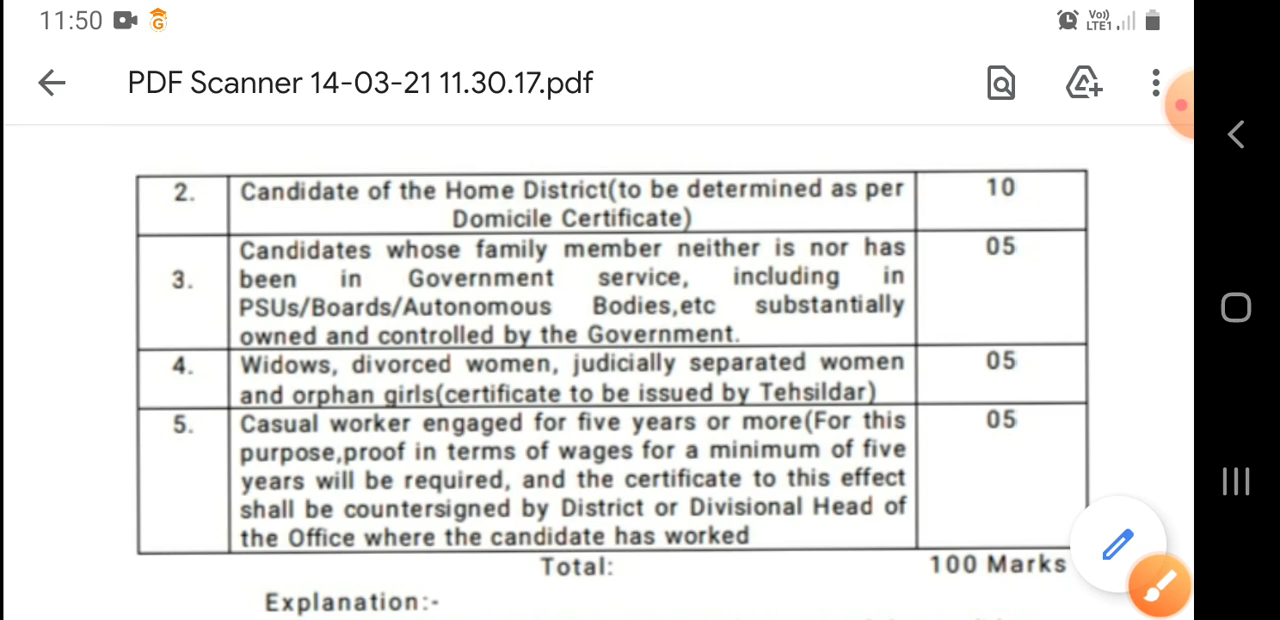 11:50 G Vo)) LTE1
PDF Scanner 14-03-21 11.30.17.pdf
2. Candidate of the Home District(to be determined as per 10
Domicile Certificate)
Candidates whose family member neither is nor has 05
3. been in Government service, including in
PSUs/Boards/Autonomous Bodies,etc substantially
owned and controlled by the Government.
4. Widows, divorced women, judicially separated women 05
and orphan girls(certificate to be issued by Tehsildar)
5. Casual worker engaged for five years or more(For this 05
purpose,proof in terms of wages for a minimum of five
years will be required, and the certificate to this effect
shall be countersigned by District or Divisional Head of
the Office where the candidate has worked
Total: 100 Marks
Explanation:-